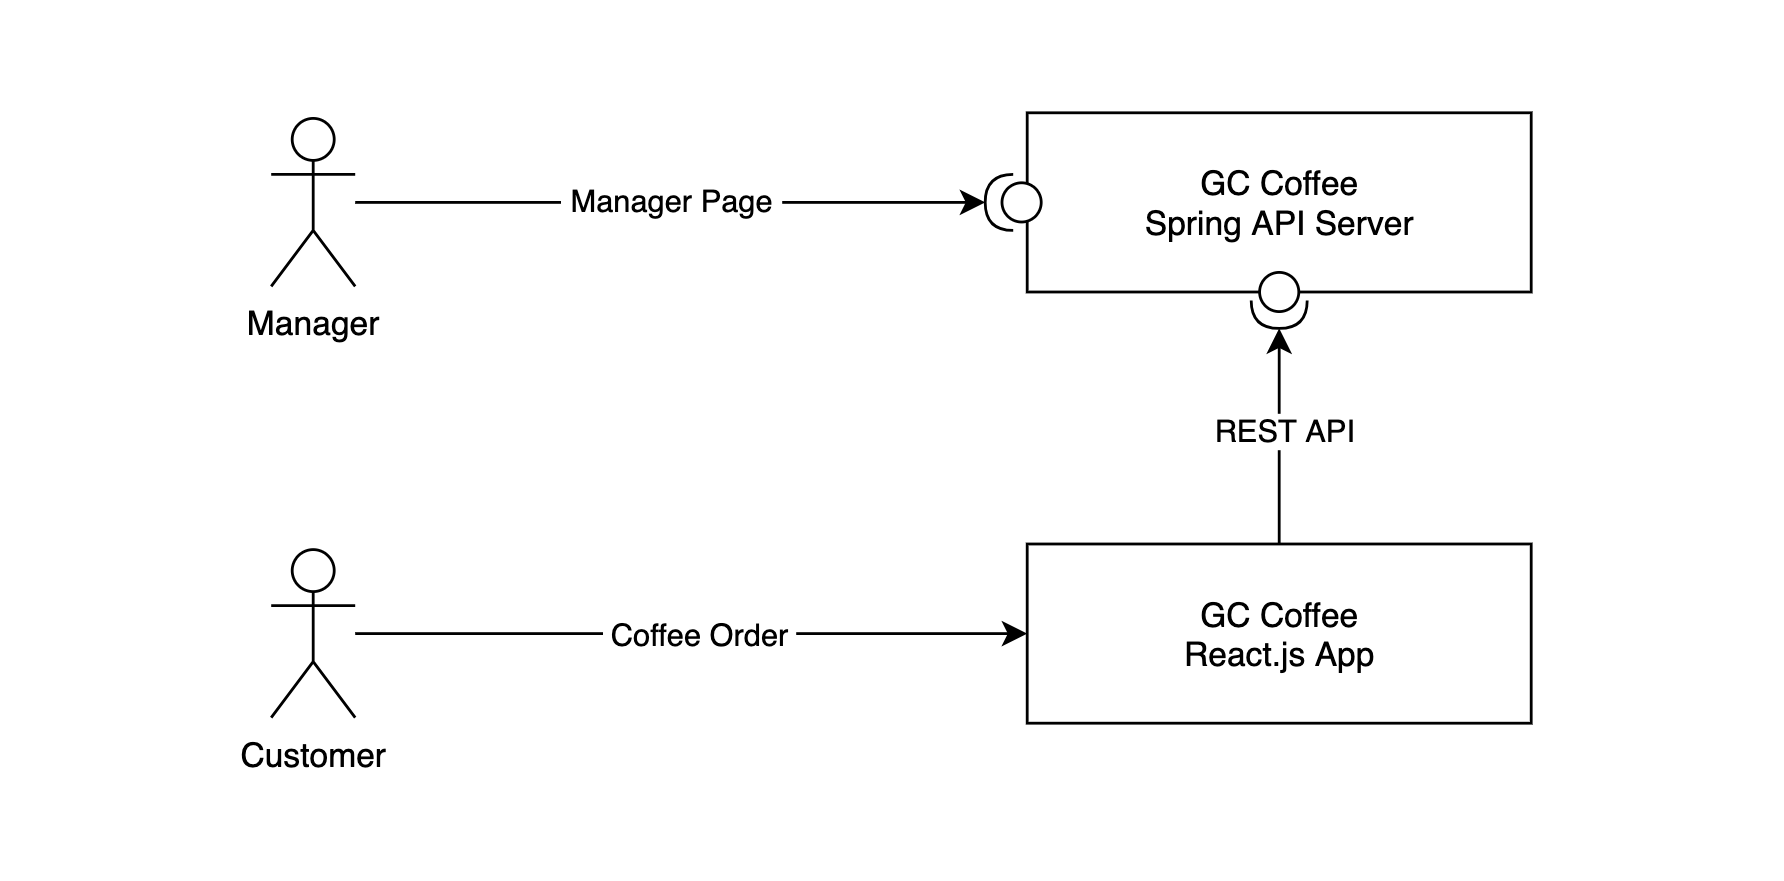 Manager Page
GC Coffee
Spring API Server
Manager
REST API
Coffee Order
GC Coffee
React.js App
Customer